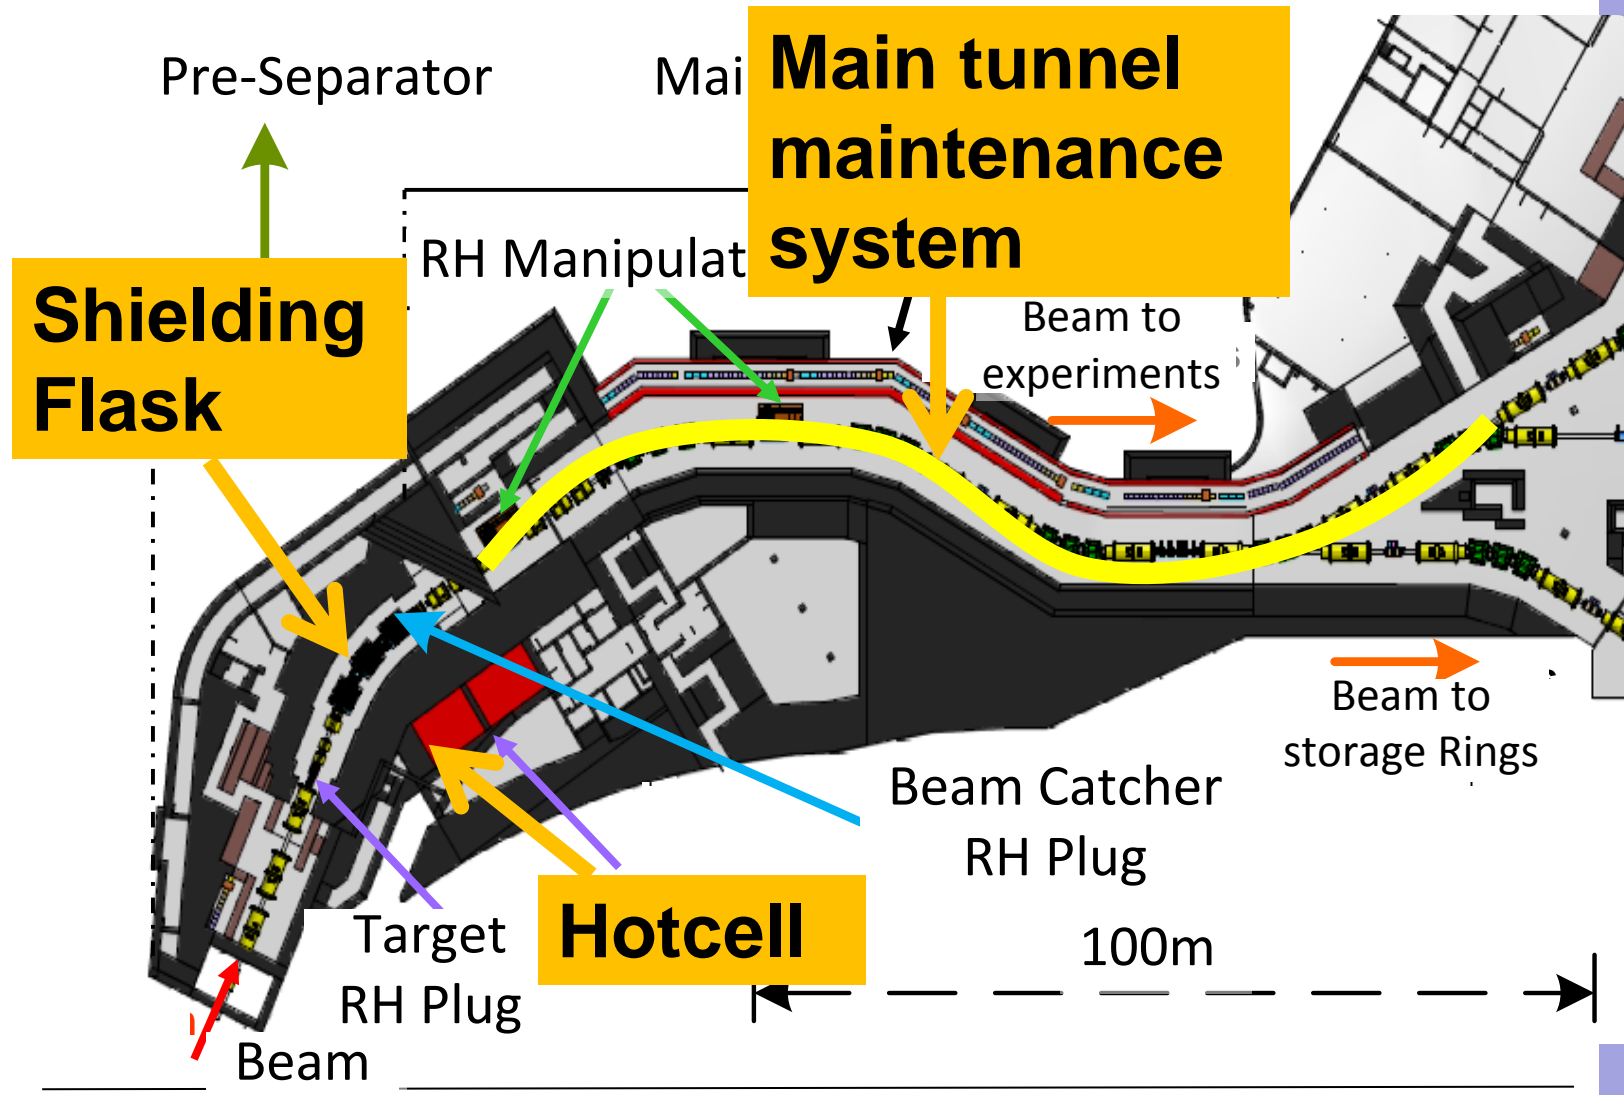 Pre-Separator
Mai
Main tunnel
maintenance
system
RH Manipulat
Shielding
Flask
Beam to
experiments
Beam to
storage Rings
Beam Catcher
RH Plug
Hotcell
Target
RH Plug
100m
Beam